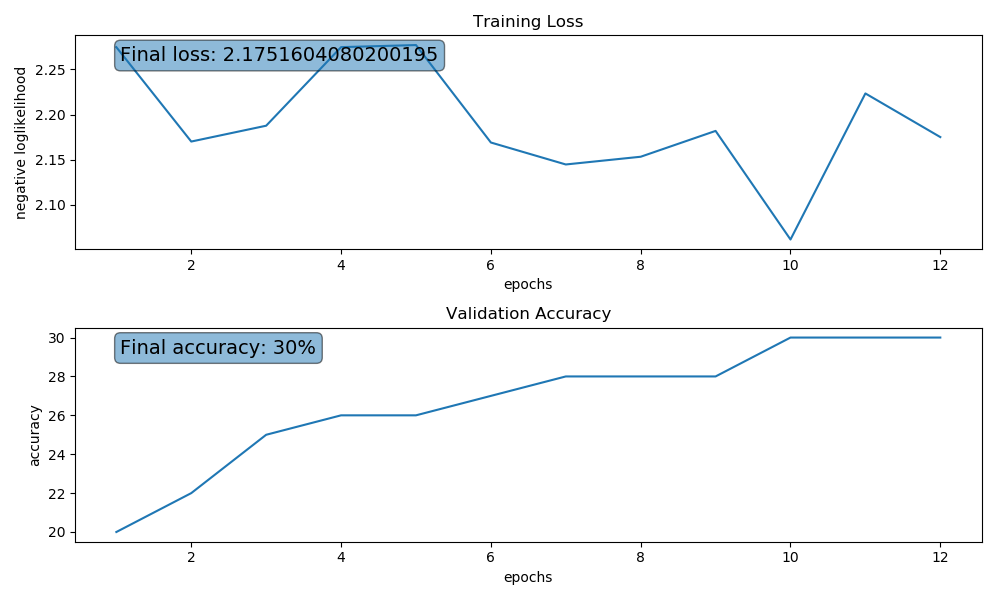 Training Loss
Final loss: 2.1751604080200195
negative loglikelihood
2.25
2.20
2.15
2.10
2 4 6 8 10 12
epochs
Validation Accuracy
Final accuracy: 30%
accuracy
30
28
26
24
22
20
2 4 6 8 10 12
epochs